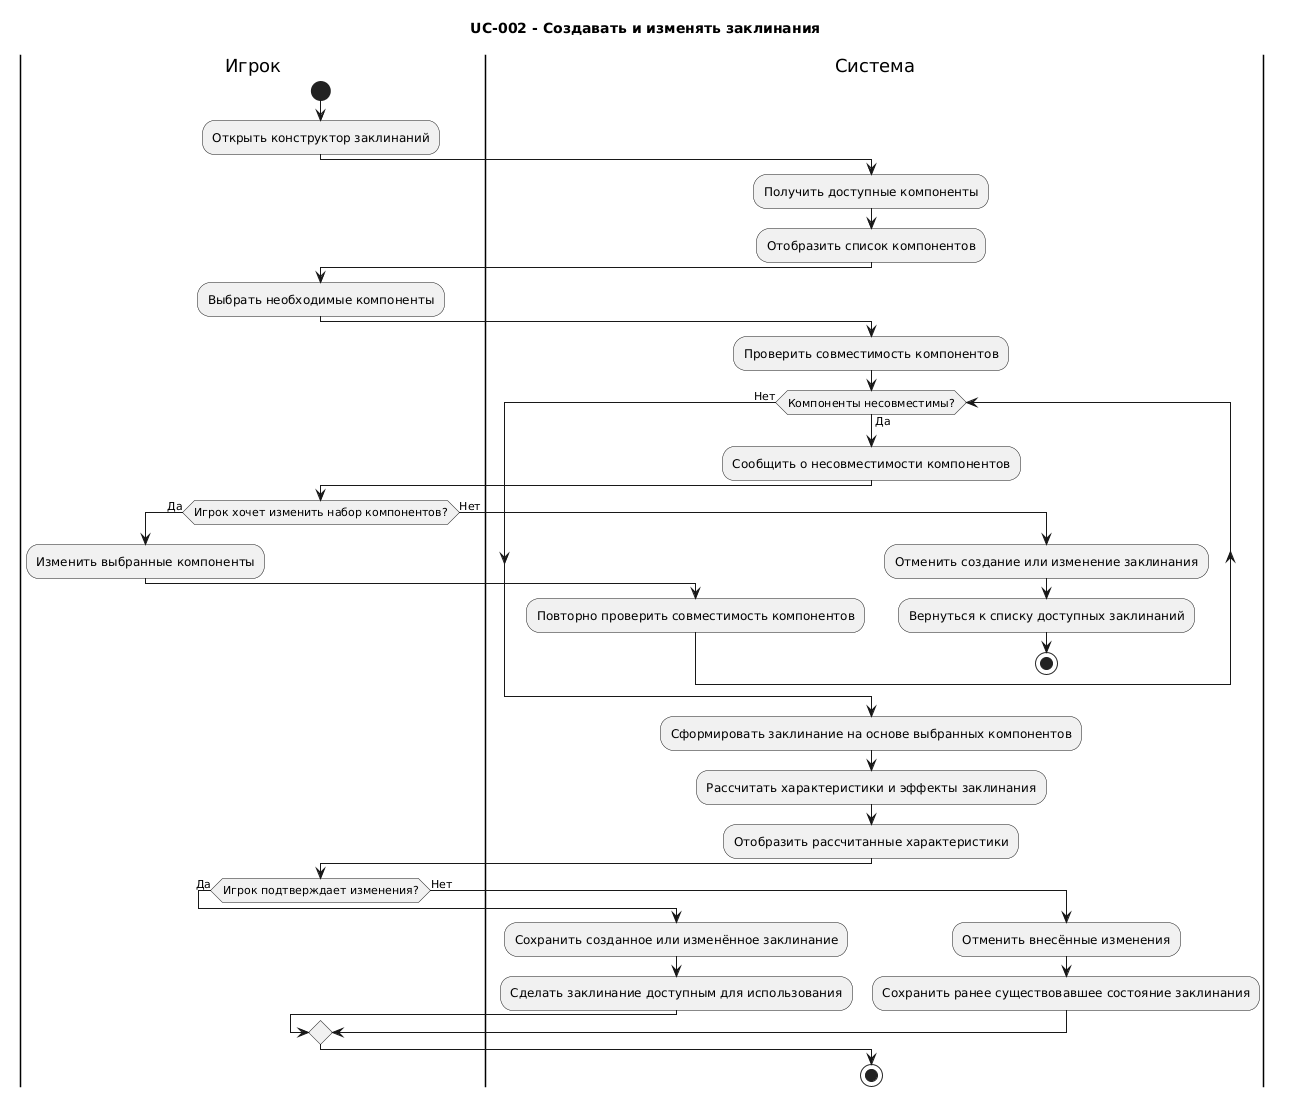 UC-002 - Создавать и изменять заклинания
Игрок
Система
Открыть конструктор заклинаний
Получить доступные компоненты
Отобразить список компонентов
Выбрать необходимые компоненты
Проверить совместимость компонентов
Нет
Компоненты несовместимы?
Да
Сообщить о несовместимости компонентов
Да
Игрок хочет изменить набор компонентов?
Нет
Изменить выбранные компоненты
Отменить создание или изменение заклинания
Повторно проверить совместимость компонентов
Вернуться к списку доступных заклинаний
Сформировать заклинание на основе выбранных компонентов
Рассчитать характеристики и эффекты заклинания
Отобразить рассчитанные характеристики
Да
Игрок подтверждает изменения?
Нет
Сохранить созданное или изменённое заклинание
Отменить внесённые изменения
Сделать заклинание доступным для использования
Сохранить ранее существовавшее состояние заклинания